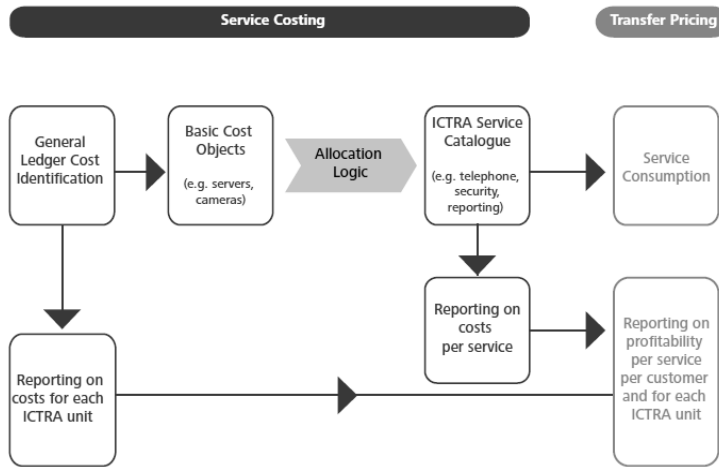 Service Costing
Transfer Pricing
General
Ledger Cost
Identification
Basic Cost
Objects
(e.g. servers,
cameras)
Allocation
Logic
ICTRA Service
Catalogue
(e.g. telephone,
security,
reporting)
Service
Consumption
Reporting on
costs for each
ICTRA unit
Reporting on
costs
per service
Reporting on
profitability
per service
per customer
and for each
ICTRA unit